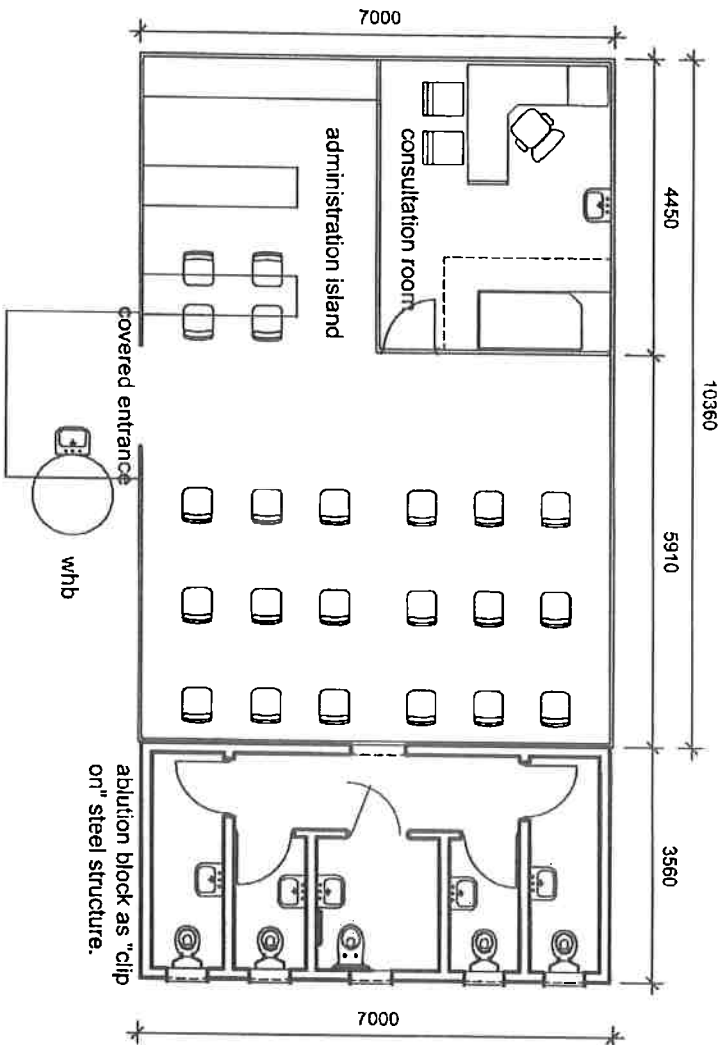 7000
10360
4450
5910
3560
consultation room
administration island
covered entrance
whb
ablution block as "clip
on" steel structure.
7000